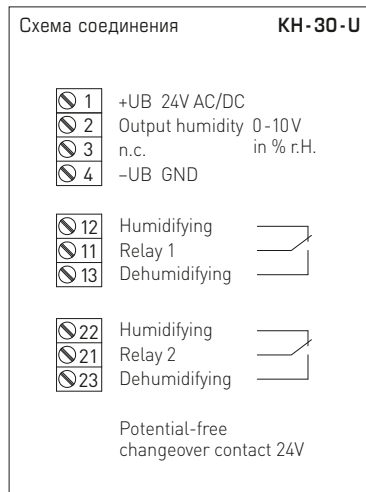 Схема соединения KH-30-U
1 +UB 24V AC/DC
2 Output humidity 0-10V
3 n.c. in % r.H.
4 –UB GND
12 Humidifying
11 Relay 1
13 Dehumidifying
22 Humidifying
21 Relay 2
23 Dehumidifying
Potential-free
changeover contact 24V